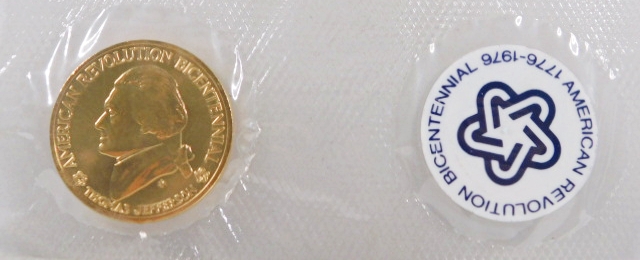 AMERICAN REVOLUTION BICENTENNIAL
THOMAS JEFFERSON
AMERICAN REVOLUTION BICENTENNIAL 1776-1976